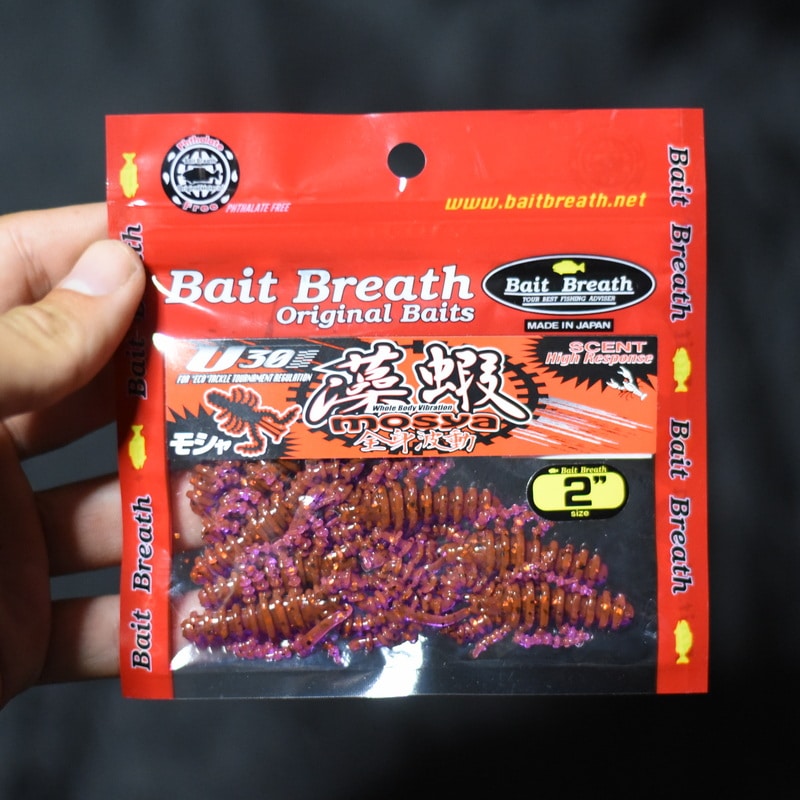 Phthalate
Free
PHTHALATE FREE
www.baitbreath.net
Bait Breath
Original Baits
Bait Breath
YOUR BEST FISHING ADVISER
MADE IN JAPAN
U30
FOR "ECO" TACKLE TOURNAMENT REGULATION
藻蝦
Whole Body Vibration
mosya
全身波動
モシャ
SCENT
High Response
Bait Breath
2"
size
Bait Breath
Bait Breath
Bait Breath
Bait Breath